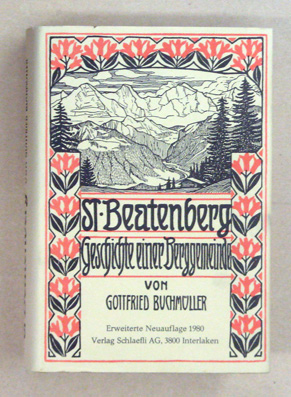 St. Beatenberg
Geschichte einer Berggemeinde
VON
GOTTFRIED BUCHMÜLLER
Erweiterte Neuauflage 1980
Verlag Schlaefli AG, 3800 Interlaken